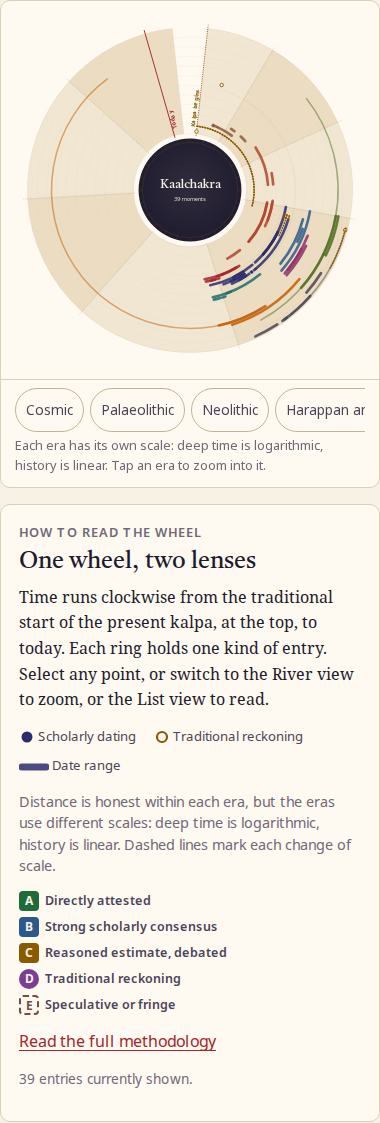 Today
Kaalchakra
39 moments
Cosmic
Palaeolithic
Neolithic
Harappan ar
Each era has its own scale: deep time is logarithmic,
history is linear. Tap an era to zoom into it.
HOW TO READ THE WHEEL
One wheel, two lenses
Time runs clockwise from the traditional
start of the present kalpa, at the top, to
today. Each ring holds one kind of entry.
Select any point, or switch to the River view
to zoom, or the List view to read.
Scholarly dating
Traditional reckoning
Date range
Distance is honest within each era, but the eras
use different scales: deep time is logarithmic,
history is linear. Dashed lines mark each change of
scale.
A Directly attested
B Strong scholarly consensus
C Reasoned estimate, debated
D Traditional reckoning
E Speculative or fringe
Read the full methodology
39 entries currently shown.